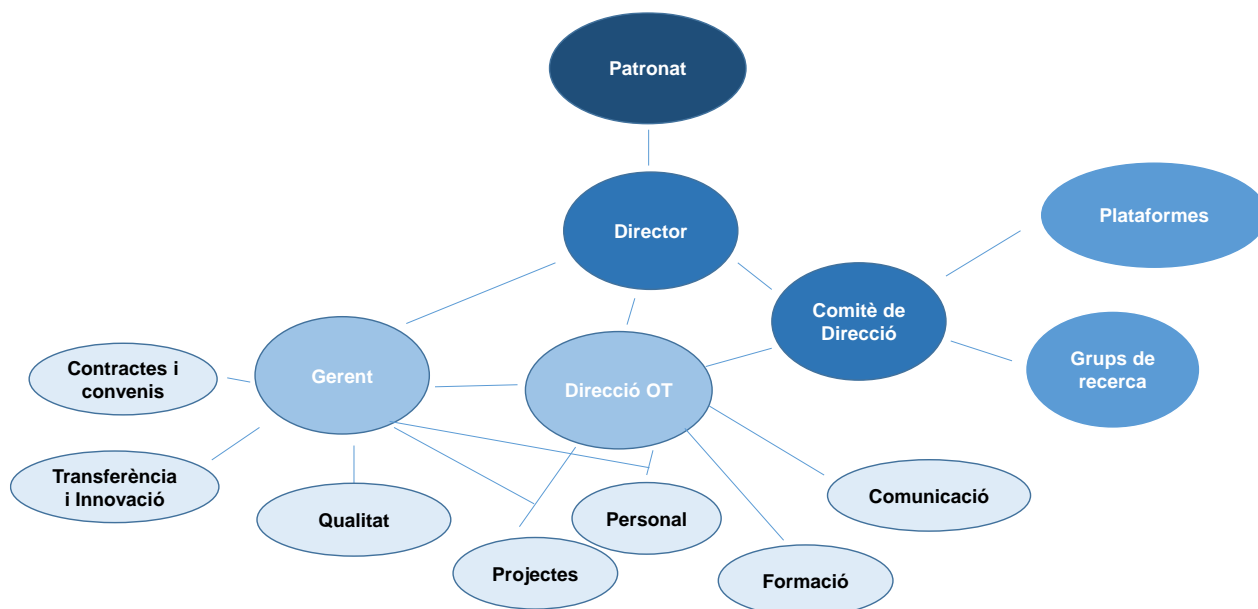 Patronat
Director
Plataformes
Comitè de
Direcció
Grups de
recerca
Gerent
Direcció OT
Contractes i
convenis
Transferència
i Innovació
Qualitat
Projectes
Personal
Formació
Comunicació